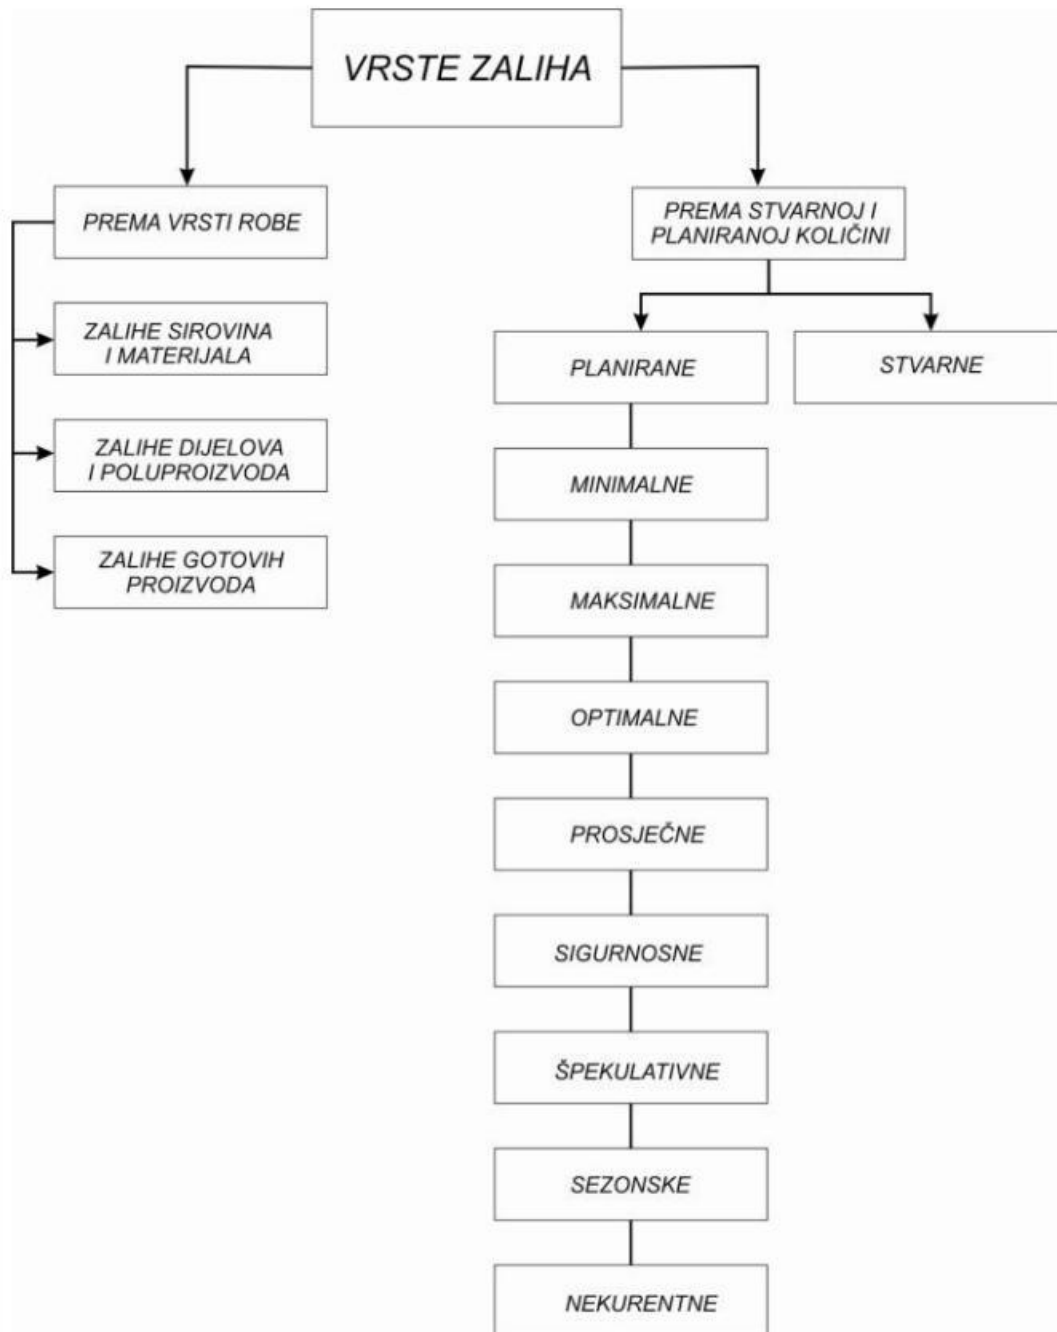 VRSTE ZALIHA
PREMA VRSTI ROBE
ZALIHE SIROVINA
I MATERIJALA
ZALIHE DIJELOVA
I POLUPROIZVODA
ZALIHE GOTOVIH
PROIZVODA
PREMA STVARNOJ I
PLANIRANOJ KOLIČINI
PLANIRANE
STVARNE
MINIMALNE
MAKSIMALNE
OPTIMALNE
PROSJEČNE
SIGURNOSNE
ŠPEKULATIVNE
SEZONSKE
NEKURENTNE